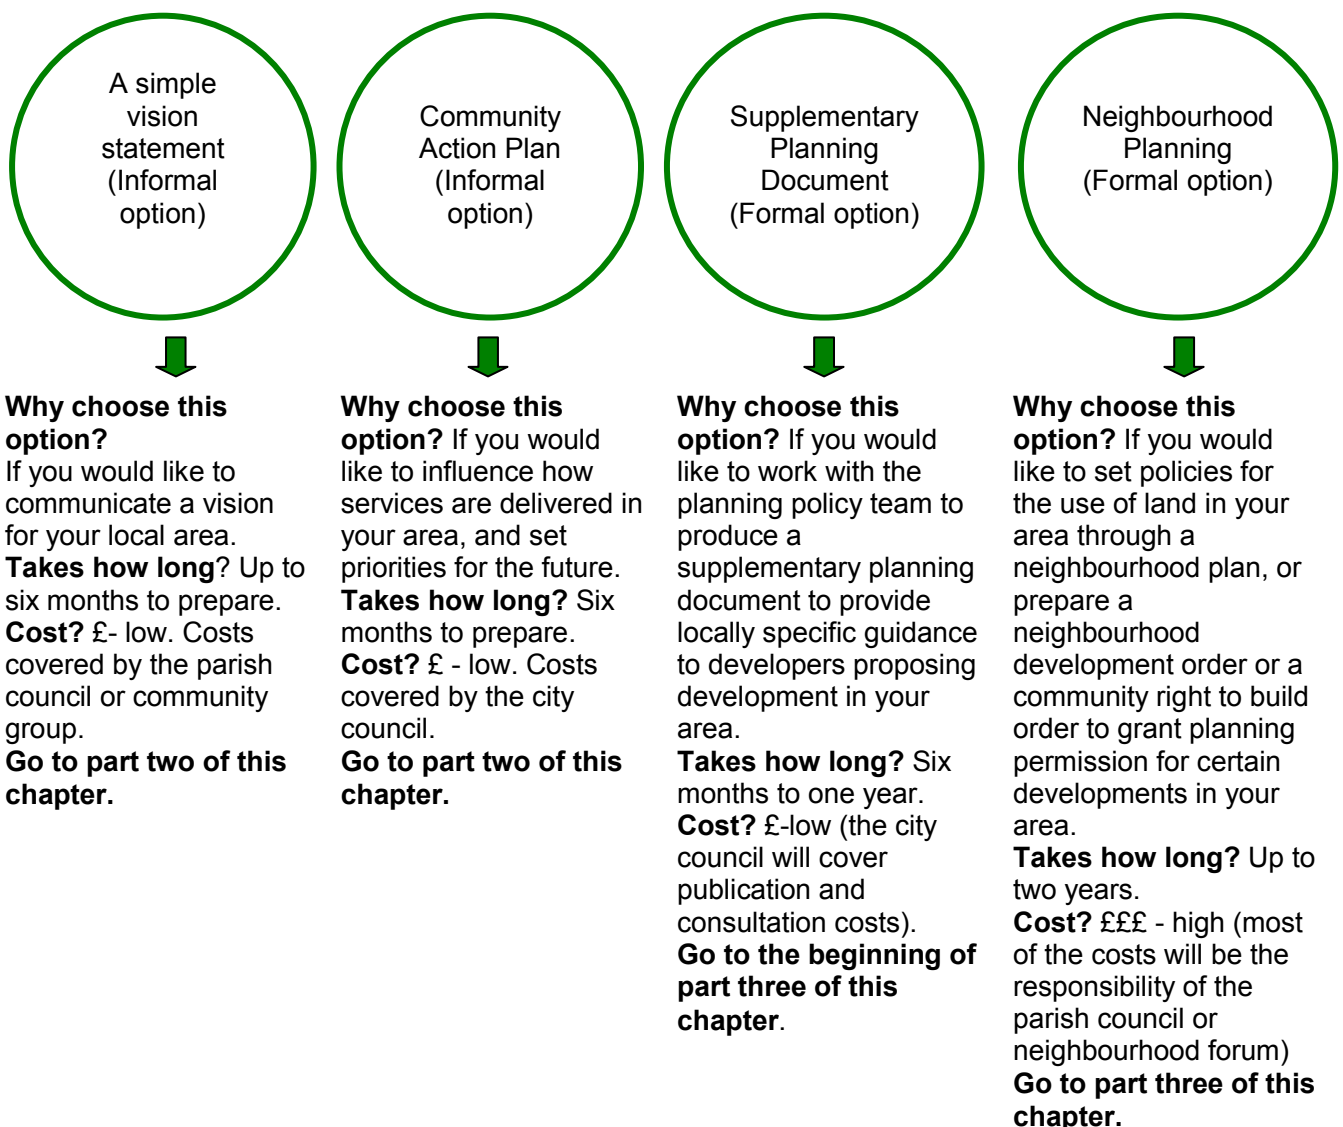 A simple
vision
statement
(Informal
option)
Community
Action Plan
(Informal
option)
Supplementary
Planning
Document
(Formal option)
Neighbourhood
Planning
(Formal option)
Why choose this
option?
If you would like to
communicate a vision
for your local area.
Takes how long? Up to
six months to prepare.
Cost? £- low. Costs
covered by the parish
council or community
group.
Go to part two of this
chapter.
Why choose this
option? If you would
like to influence how
services are delivered in
your area, and set
priorities for the future.
Takes how long? Six
months to prepare.
Cost? £ - low. Costs
covered by the city
council.
Go to part two of this
chapter.
Why choose this
option? If you would
like to work with the
planning policy team to
produce a
supplementary planning
document to provide
locally specific guidance
to developers proposing
development in your
area.
Takes how long? Six
months to one year.
Cost? £-low (the city
council will cover
publication and
consultation costs).
Go to the beginning of
part three of this
chapter.
Why choose this
option? If you would
like to set policies for
the use of land in your
area through a
neighbourhood plan, or
prepare a
neighbourhood
development order or a
community right to build
order to grant planning
permission for certain
developments in your
area.
Takes how long? Up to
two years.
Cost? £££ - high (most
of the costs will be the
responsibility of the
parish council or
neighbourhood forum)
Go to part three of this
chapter.